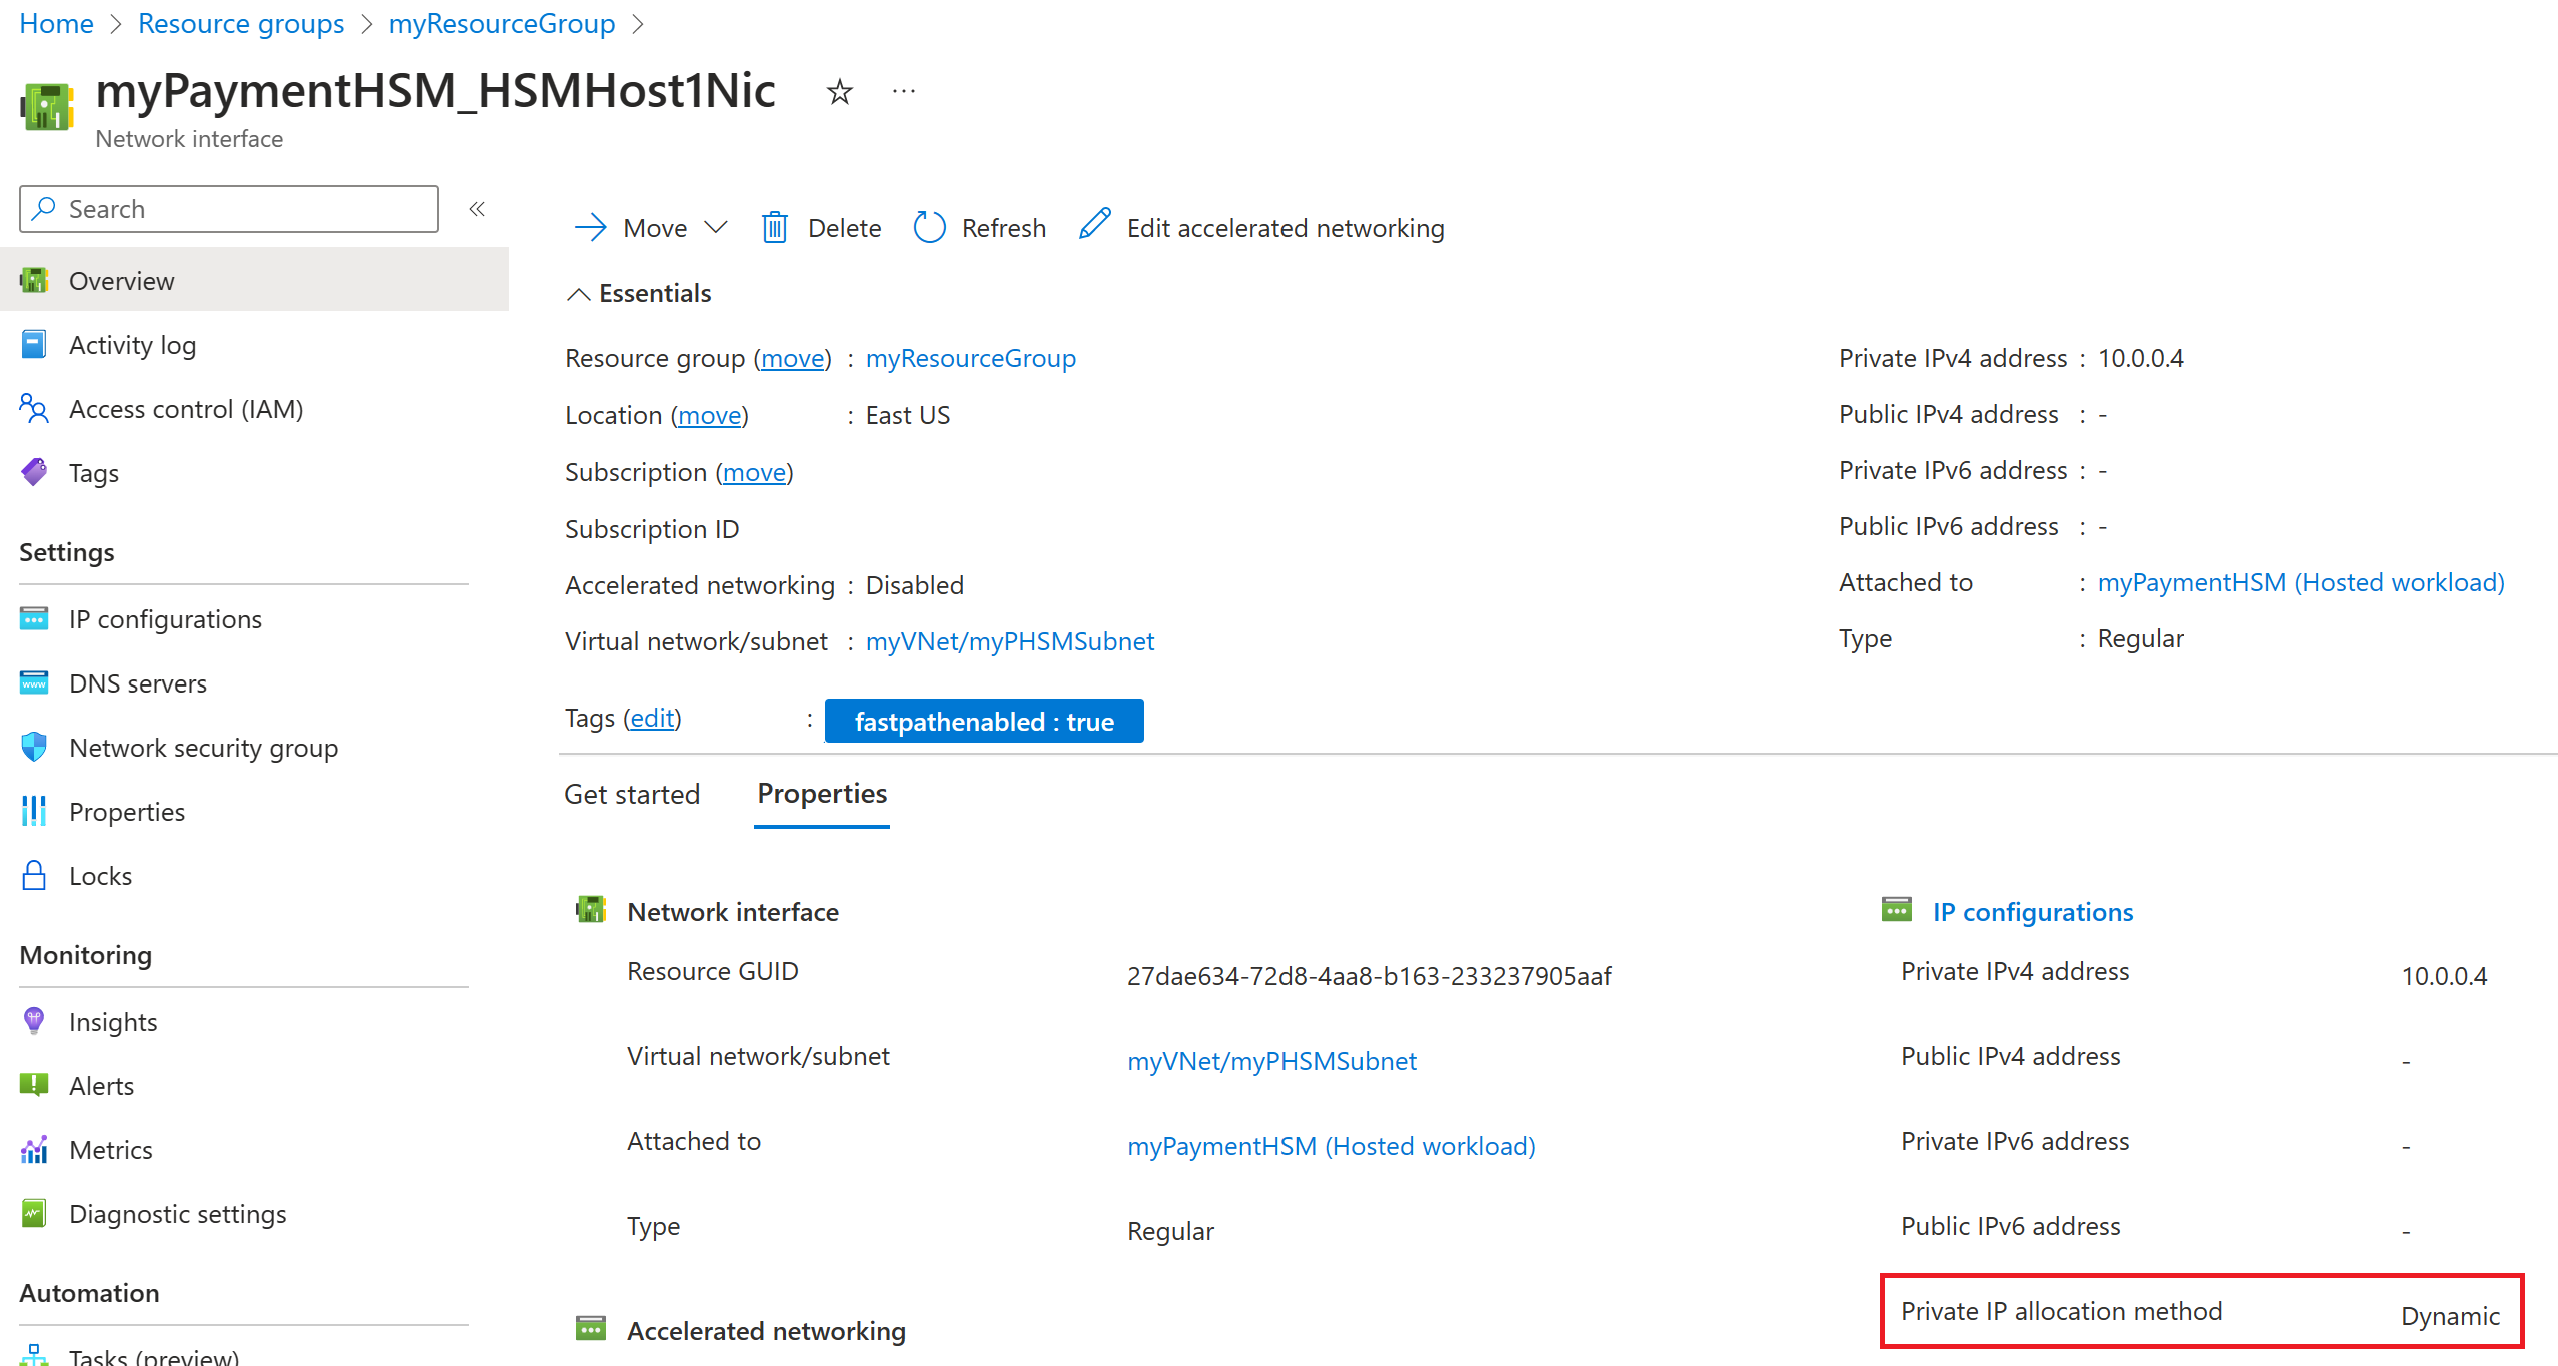 Home > Resource groups > myResourceGroup >
myPaymentHSM_HSMHost1Nic ...
Network interface
Search «
Overview
Activity log
Access control (IAM)
Tags
Settings
IP configurations
DNS servers
Network security group
Properties
Locks
Monitoring
Insights
Alerts
Metrics
Diagnostic settings
Automation
Tasks (preview)
Move Delete Refresh Edit accelerated networking
Essentials
Resource group (move) : myResourceGroup
Location (move) : East US
Subscription (move)
Subscription ID
Accelerated networking : Disabled
Virtual network/subnet : myVNet/myPHSMSubnet
Private IPv4 address : 10.0.0.4
Public IPv4 address : -
Private IPv6 address : -
Public IPv6 address : -
Attached to : myPaymentHSM (Hosted workload)
Type : Regular
Tags (edit) : fastpathenabled : true
Get started Properties
Network interface
Resource GUID 27dae634-72d8-4aa8-b163-233237905aaf
Virtual network/subnet myVNet/myPHSMSubnet
Attached to myPaymentHSM (Hosted workload)
Type Regular
Accelerated networking
IP configurations
Private IPv4 address 10.0.0.4
Public IPv4 address -
Private IPv6 address -
Public IPv6 address -
Private IP allocation method Dynamic